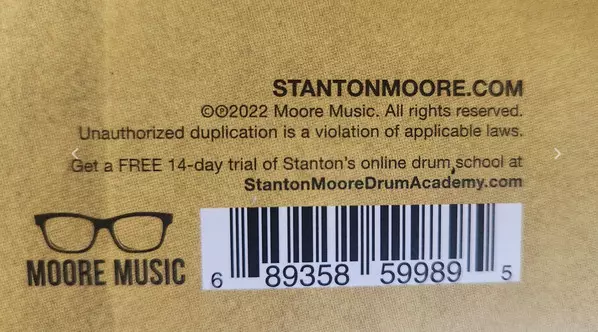 STANTONMOORE.COM
©℗2022 Moore Music. All rights reserved.
Unauthorized duplication is a violation of applicable laws.
Get a FREE 14-day trial of Stanton's online drum school at
StantonMooreDrumAcademy.com
MOORE MUSIC
6 89358 59989 5